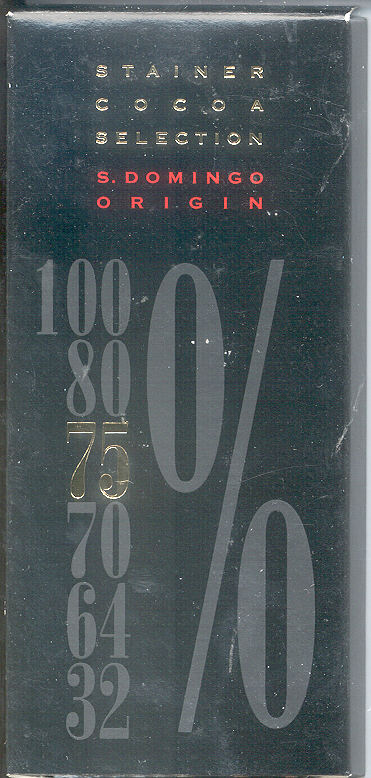 STAINER
COCOA
SELECTION
S. DOMINGO
ORIGIN
100
80
75
70
64
32
%